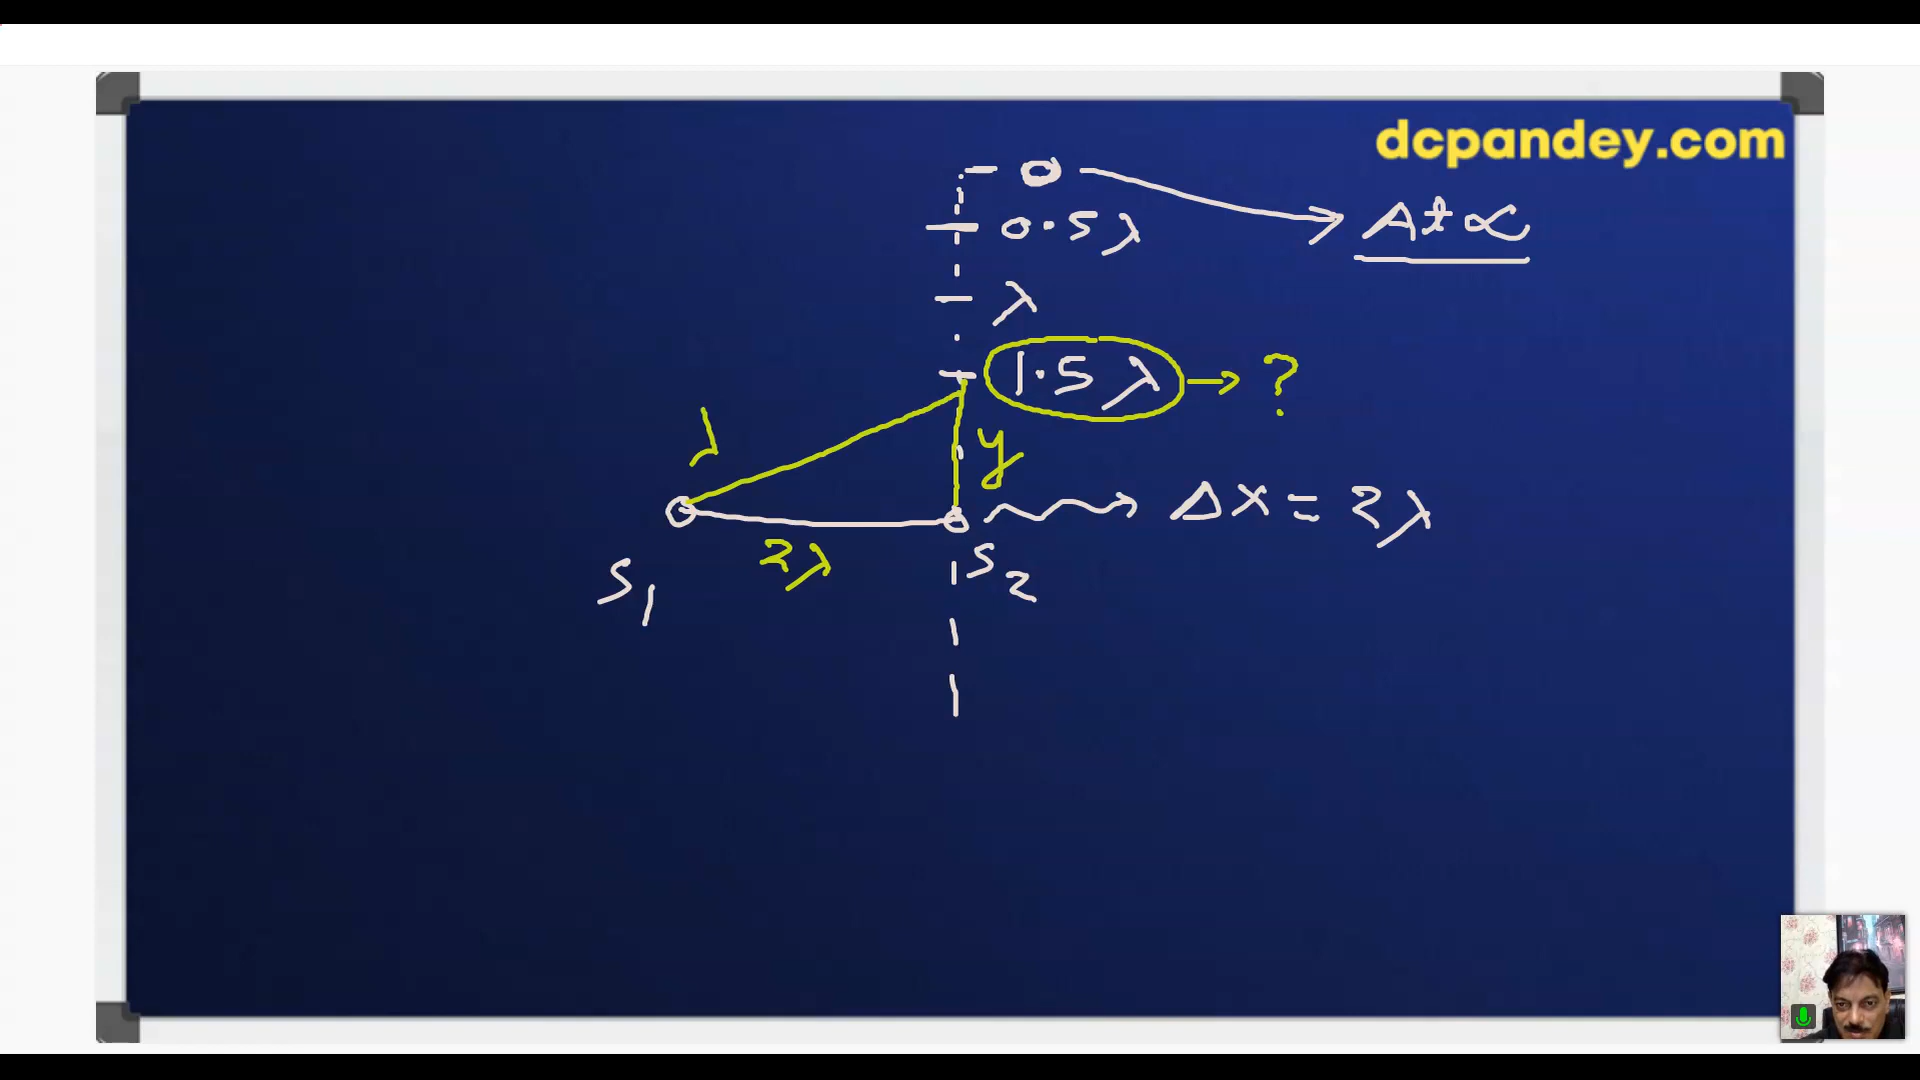 dcpandey.com
0 → At ∝
0.5λ
λ
1.5λ → ?
λ
y
Δx = 2λ
2λ
S1
S2